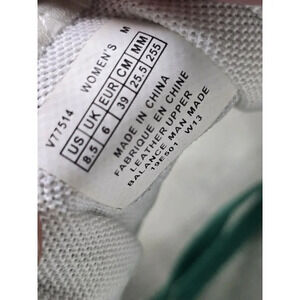 V77514 WOMEN'S M
US UK EUR CM MM
8.5 6 39 25.5 255
MADE IN CHINA
FABRIQUE EN CHINE
LEATHER UPPER
BALANCE MAN MADE
19E501 W13